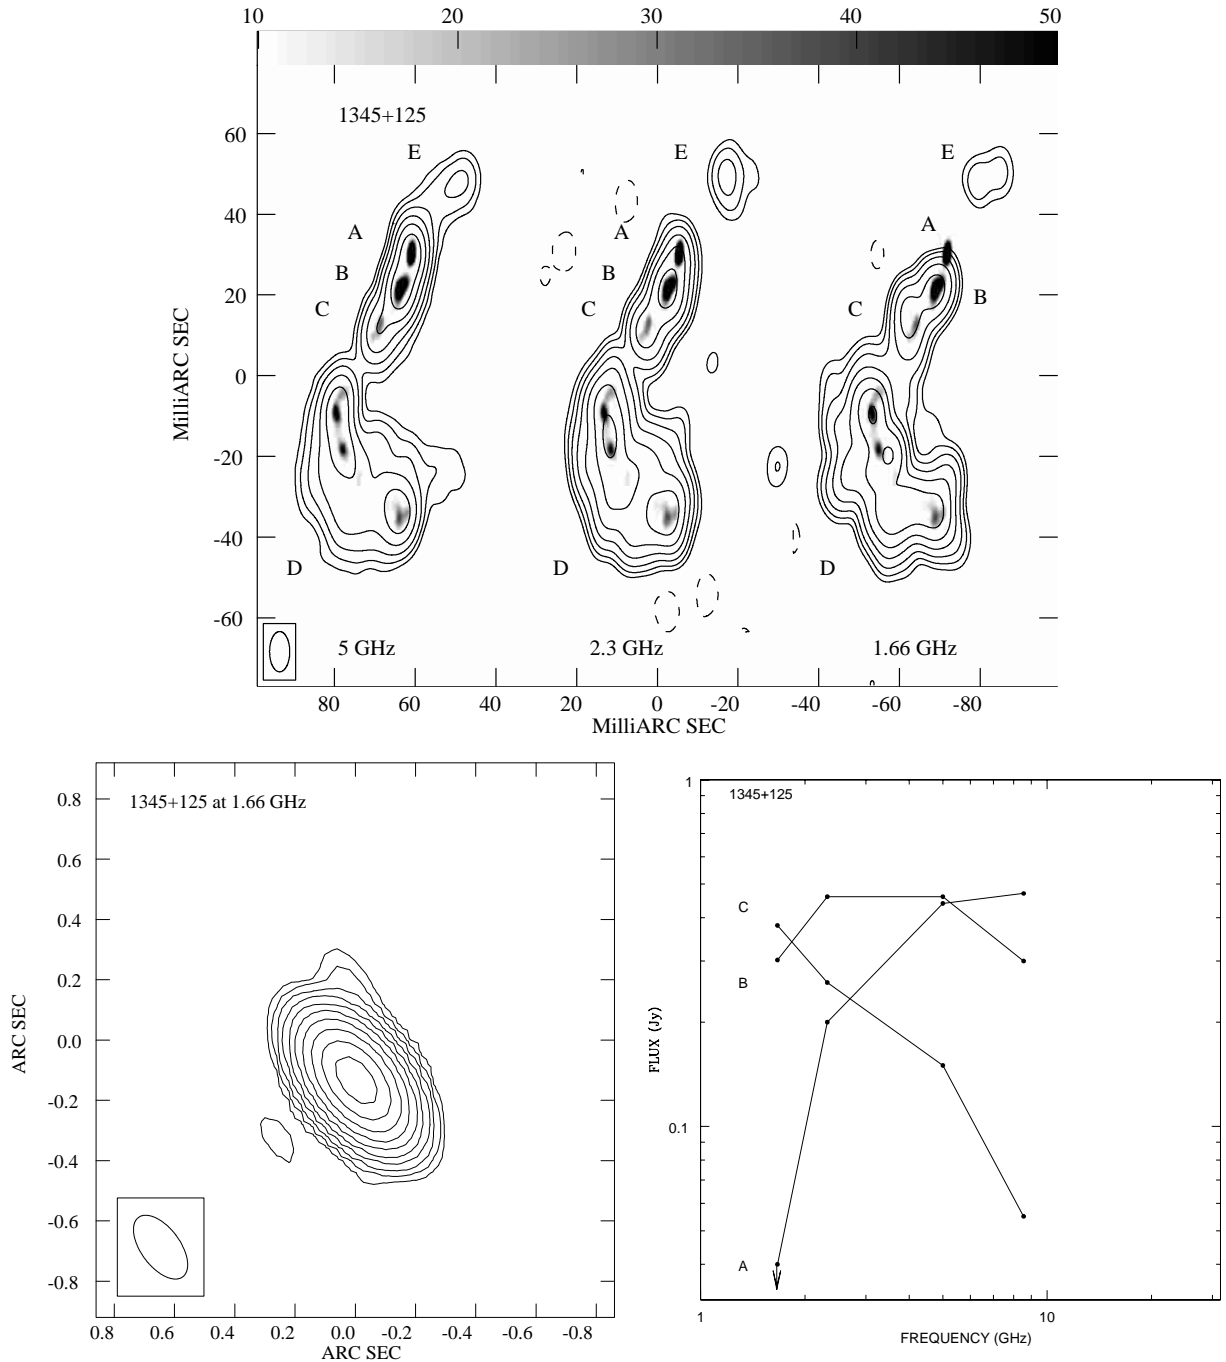 10 20 30 40 50
1345+125
E E E
A A A
B B B
C C C
D D D
60
40
20
0
-20
-40
-60
MilliARC SEC
5 GHz 2.3 GHz 1.66 GHz
80 60 40 20 0 -20 -40 -60 -80
MilliARC SEC
1345+125 at 1.66 GHz
0.8
0.6
0.4
0.2
0.0
-0.2
-0.4
-0.6
-0.8
ARC SEC
0.8 0.6 0.4 0.2 0.0 -0.2 -0.4 -0.6 -0.8
ARC SEC
1345+125
1
0.1
C
B
A
FLUX (Jy)
1 10
FREQUENCY (GHz)